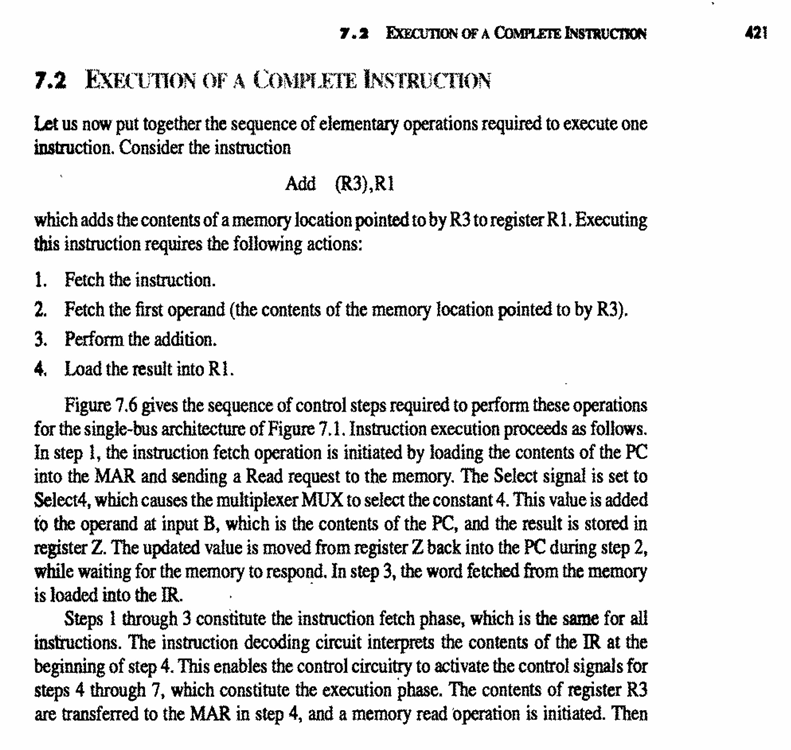 7.2 EXECUTION OF A COMPLETE INSTRUCTION 421
7.2 EXECUTION OF A COMPLETE INSTRUCTION
Let us now put together the sequence of elementary operations required to execute one
instruction. Consider the instruction
Add (R3),R1
which adds the contents of a memory location pointed to by R3 to register R1. Executing
this instruction requires the following actions:
1. Fetch the instruction.
2. Fetch the first operand (the contents of the memory location pointed to by R3).
3. Perform the addition.
4. Load the result into R1.
Figure 7.6 gives the sequence of control steps required to perform these operations
for the single-bus architecture of Figure 7.1. Instruction execution proceeds as follows.
In step 1, the instruction fetch operation is initiated by loading the contents of the PC
into the MAR and sending a Read request to the memory. The Select signal is set to
Select4, which causes the multiplexer MUX to select the constant 4. This value is added
to the operand at input B, which is the contents of the PC, and the result is stored in
register Z. The updated value is moved from register Z back into the PC during step 2,
while waiting for the memory to respond. In step 3, the word fetched from the memory
is loaded into the IR.
Steps 1 through 3 constitute the instruction fetch phase, which is the same for all
instructions. The instruction decoding circuit interprets the contents of the IR at the
beginning of step 4. This enables the control circuitry to activate the control signals for
steps 4 through 7, which constitute the execution phase. The contents of register R3
are transferred to the MAR in step 4, and a memory read operation is initiated. Then